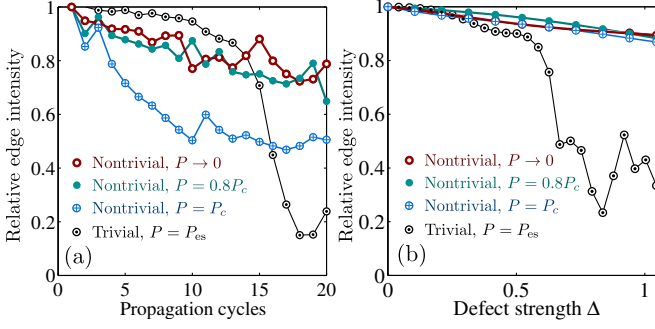 Relative edge intensity
1
0.8
0.6
0.4
0.2
0
Nontrivial, P → 0
Nontrivial, P = 0.8P_c
Nontrivial, P = P_c
Trivial, P = P_es
(a)
0 5 10 15 20
Propagation cycles
Relative edge intensity
1
0.8
0.6
0.4
0.2
0
Nontrivial, P → 0
Nontrivial, P = 0.8P_c
Nontrivial, P = P_c
Trivial, P = P_es
(b)
0 0.5 1
Defect strength Δ